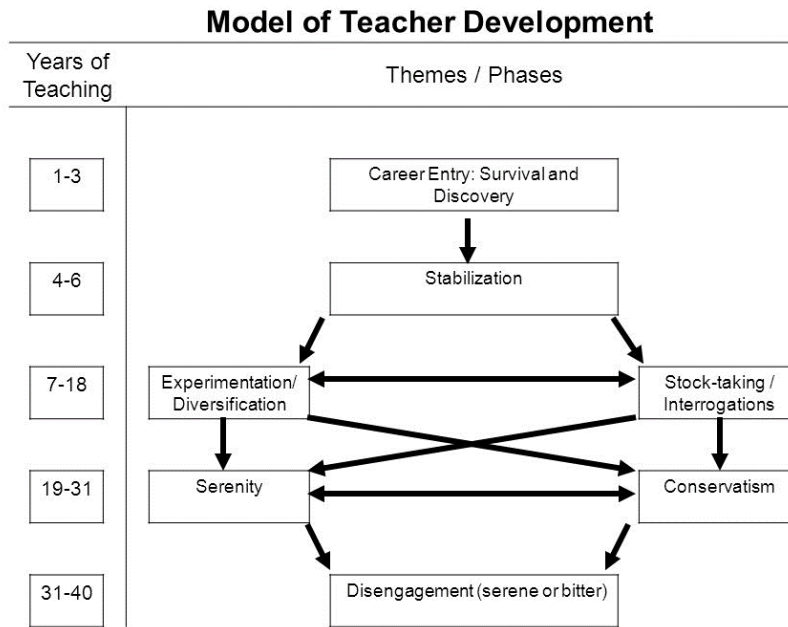 Model of Teacher Development
Years of
Teaching
Themes / Phases
1-3
Career Entry: Survival and
Discovery
4-6
Stabilization
7-18
Experimentation/
Diversification
Stock-taking /
Interrogations
19-31
Serenity
Conservatism
31-40
Disengagement (serene or bitter)